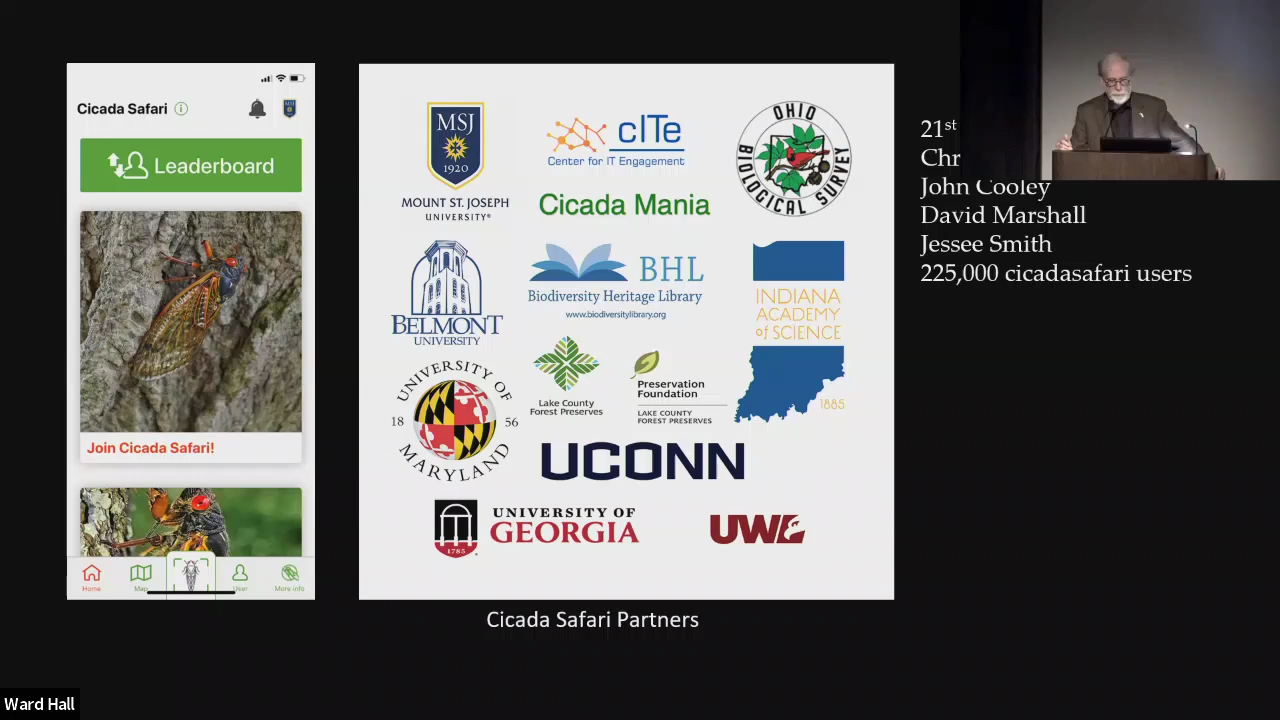 Cicada Safari
Leaderboard
Join Cicada Safari!
Home
Map
User
More info
MSJ
1920
MOUNT ST. JOSEPH
UNIVERSITY®
cITe
Center for IT Engagement
Cicada Mania
OHIO
BIOLOGICAL SURVEY
BELMONT
UNIVERSITY
BHL
Biodiversity Heritage Library
www.biodiversitylibrary.org
INDIANA
ACADEMY
of SCIENCE
1885
UNIVERSITY OF
18 56
MARYLAND
Lake County
Forest Preserves
Preservation
Foundation
LAKE COUNTY
FOREST PRESERVES
UCONN
1785
UNIVERSITY OF
GEORGIA
Cicada Safari Partners
21st
John Cooley
David Marshall
Jessee Smith
225,000 cicadasafari users
Ward Hall